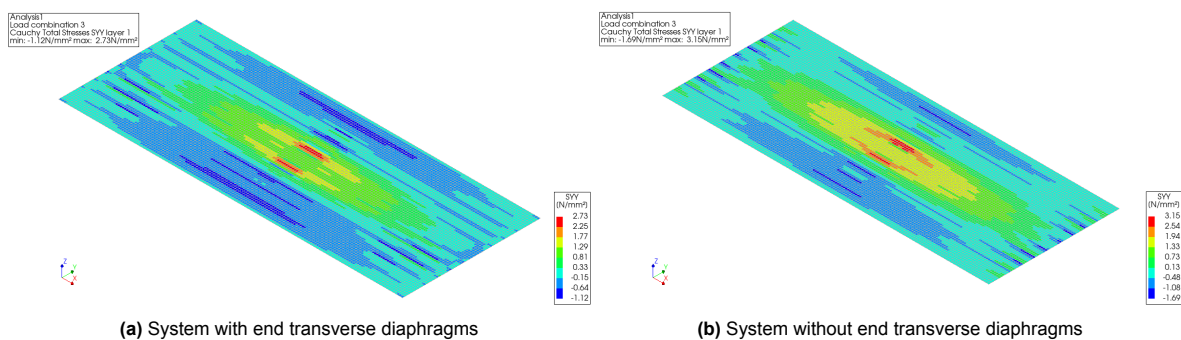 Analysis1
Load combination 3
Cauchy Total Stresses SYY layer 1
min: -1.12N/mm² max: 2.73N/mm²
Z
Y
X
SYY
(N/mm²)
2.73
2.25
1.77
1.29
0.81
0.33
-0.15
-0.64
-1.12
(a) System with end transverse diaphragms
Analysis1
Load combination 3
Cauchy Total Stresses SYY layer 1
min: -1.69N/mm² max: 3.15N/mm²
Z
Y
X
SYY
(N/mm²)
3.15
2.54
1.94
1.33
0.73
0.13
-0.48
-1.08
-1.69
(b) System without end transverse diaphragms